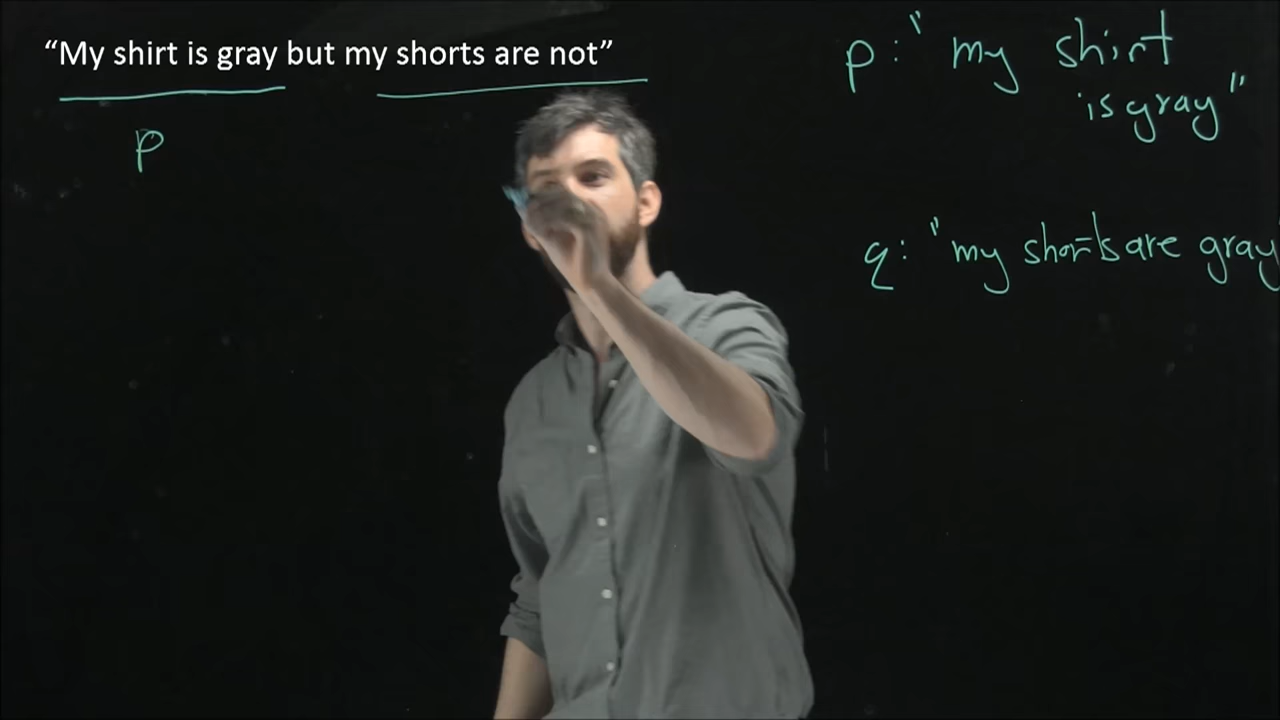 “My shirt is gray but my shorts are not”
p
p: "my shirt
is gray"
q: "my shorts are gray